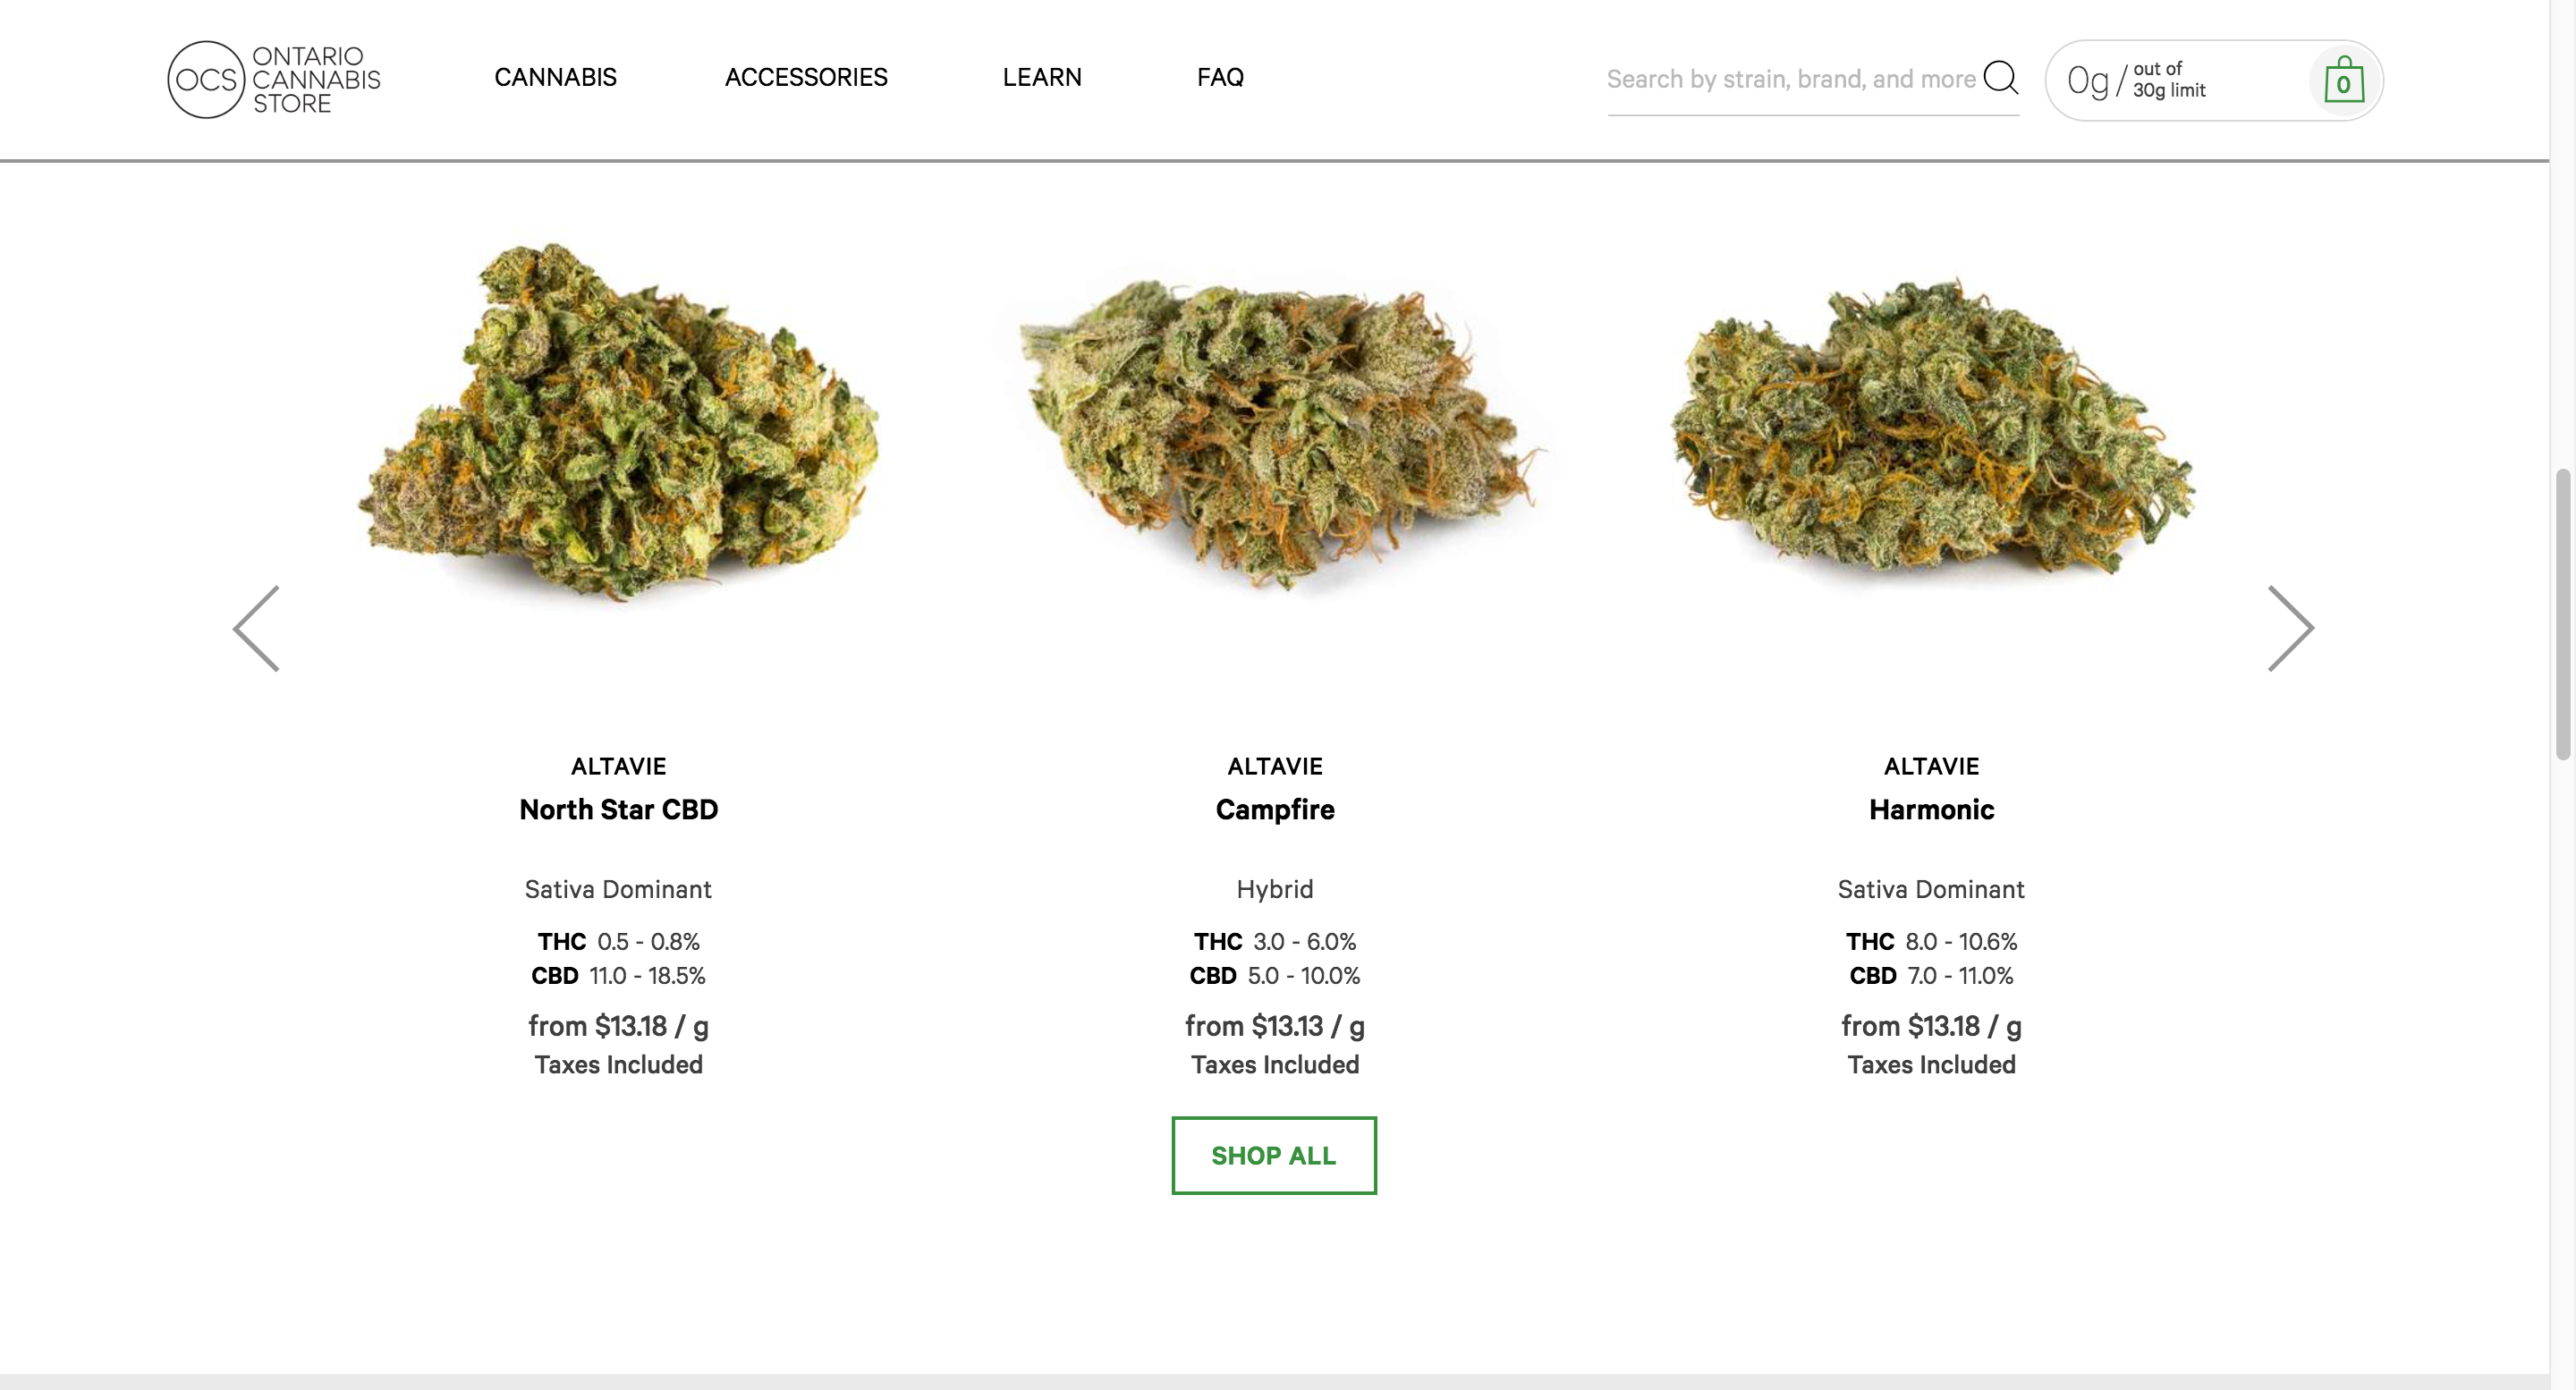 OCS
ONTARIO
CANNABIS
STORE
CANNABIS
ACCESSORIES
LEARN
FAQ
Search by strain, brand, and more
0g / out of
30g limit
0
ALTAVIE
North Star CBD
Sativa Dominant
THC 0.5 - 0.8%
CBD 11.0 - 18.5%
from $13.18 / g
Taxes Included
ALTAVIE
Campfire
Hybrid
THC 3.0 - 6.0%
CBD 5.0 - 10.0%
from $13.13 / g
Taxes Included
ALTAVIE
Harmonic
Sativa Dominant
THC 8.0 - 10.6%
CBD 7.0 - 11.0%
from $13.18 / g
Taxes Included
SHOP ALL